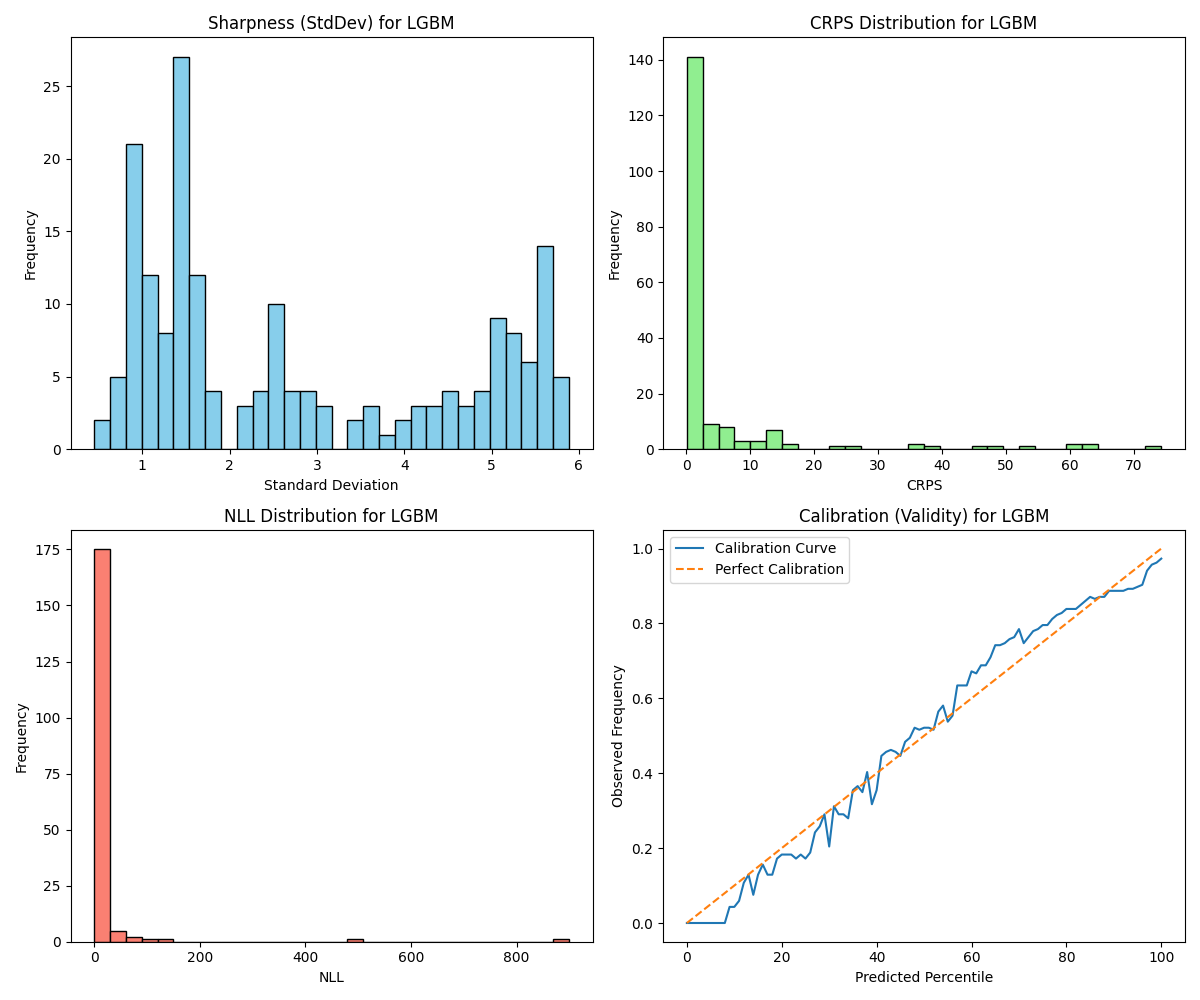 Sharpness (StdDev) for LGBM
Frequency
25
20
15
10
5
0
1 2 3 4 5 6
Standard Deviation
CRPS Distribution for LGBM
Frequency
140
120
100
80
60
40
20
0
0 10 20 30 40 50 60 70
CRPS
NLL Distribution for LGBM
Frequency
175
150
125
100
75
50
25
0
0 200 400 600 800
NLL
Calibration (Validity) for LGBM
Calibration Curve
Perfect Calibration
Observed Frequency
1.0
0.8
0.6
0.4
0.2
0.0
0 20 40 60 80 100
Predicted Percentile